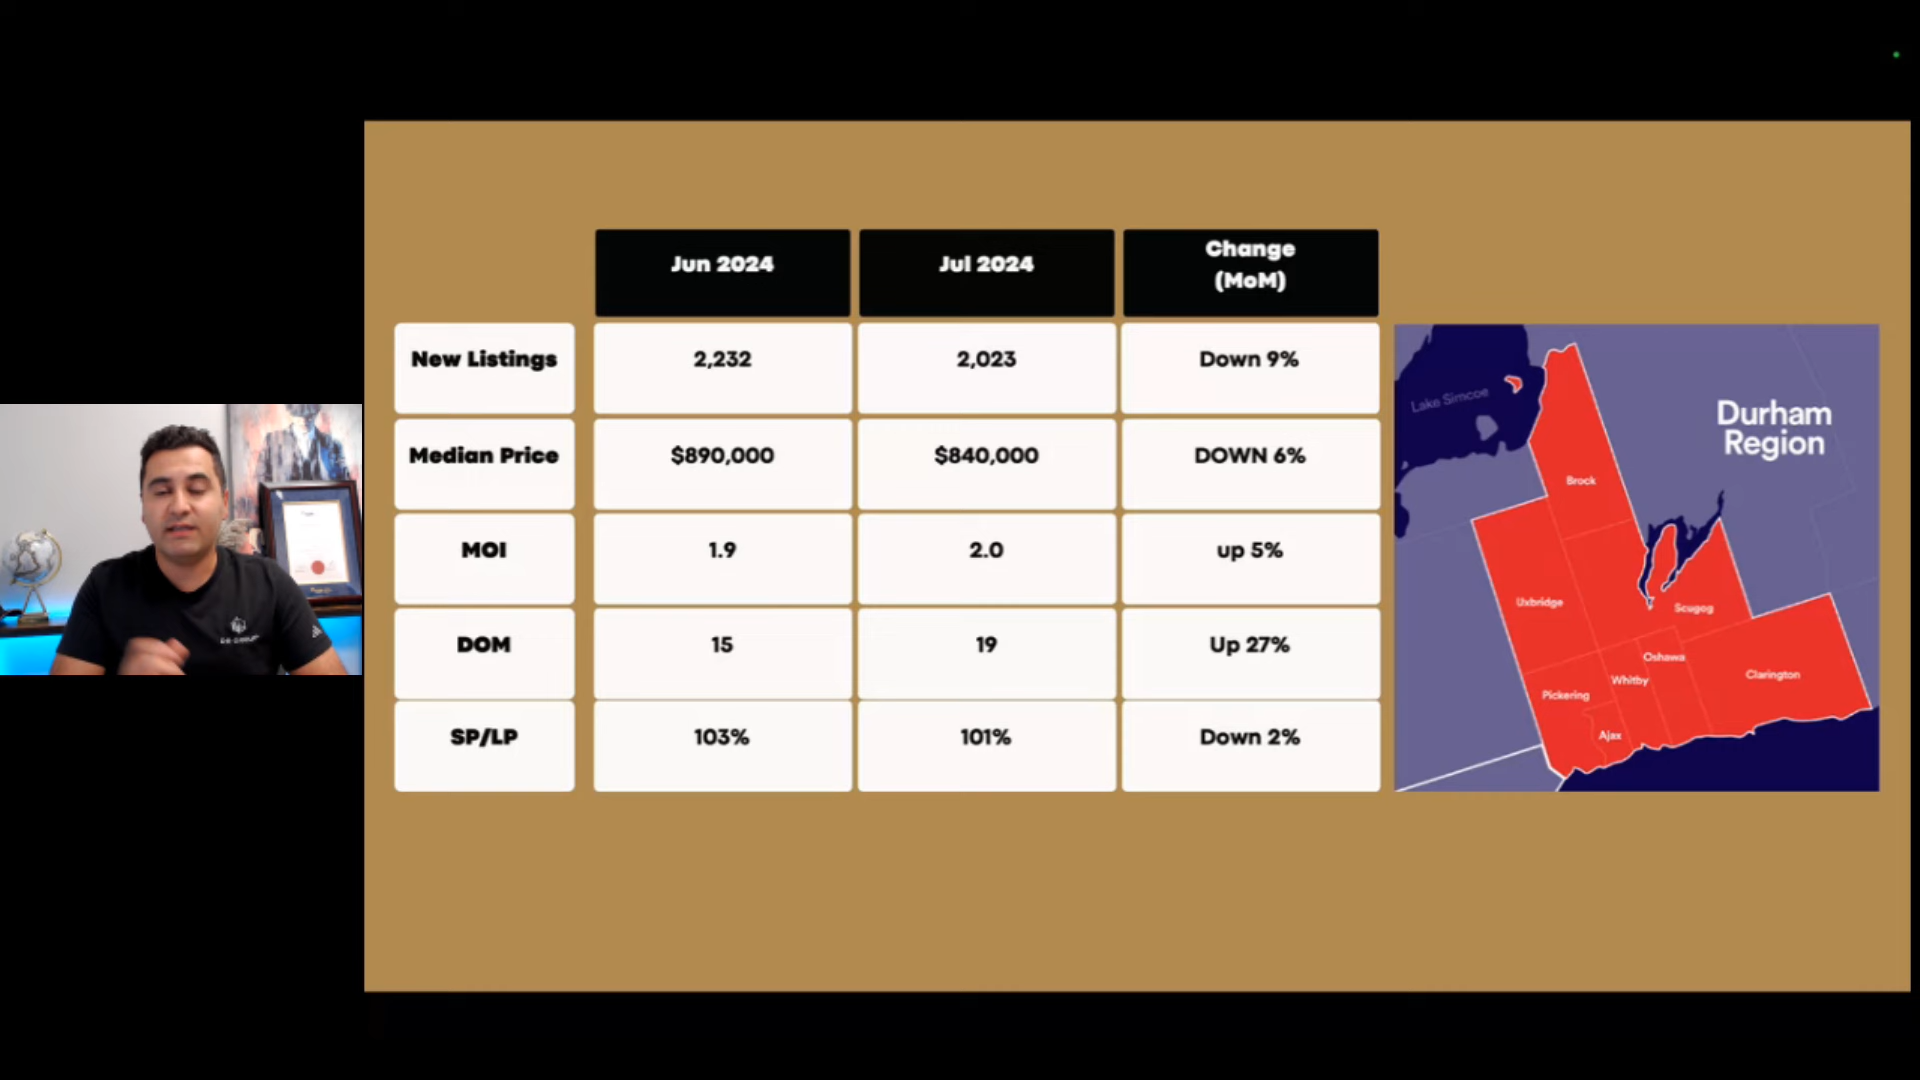 Jun 2024
Jul 2024
Change
(MoM)
New Listings
2,232
2,023
Down 9%
Median Price
$890,000
$840,000
DOWN 6%
MOI
1.9
2.0
up 5%
DOM
15
19
Up 27%
SP/LP
103%
101%
Down 2%
Durham
Region
Lake Simcoe
Brock
Uxbridge
Scugog
Oshawa
Whitby
Clarington
Pickering
Ajax